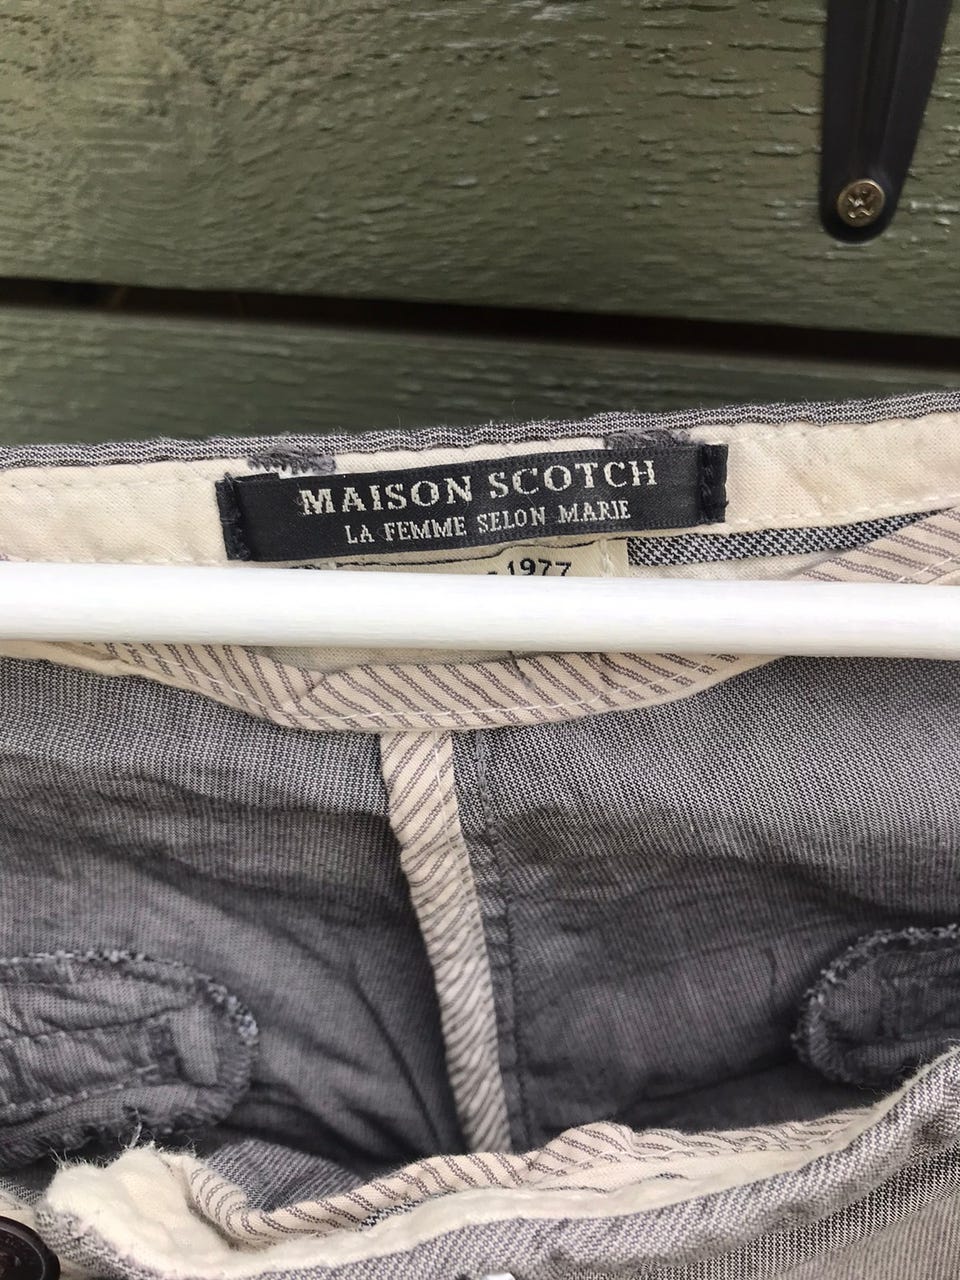 MAISON SCOTCH
LA FEMME SELON MARIE
1977